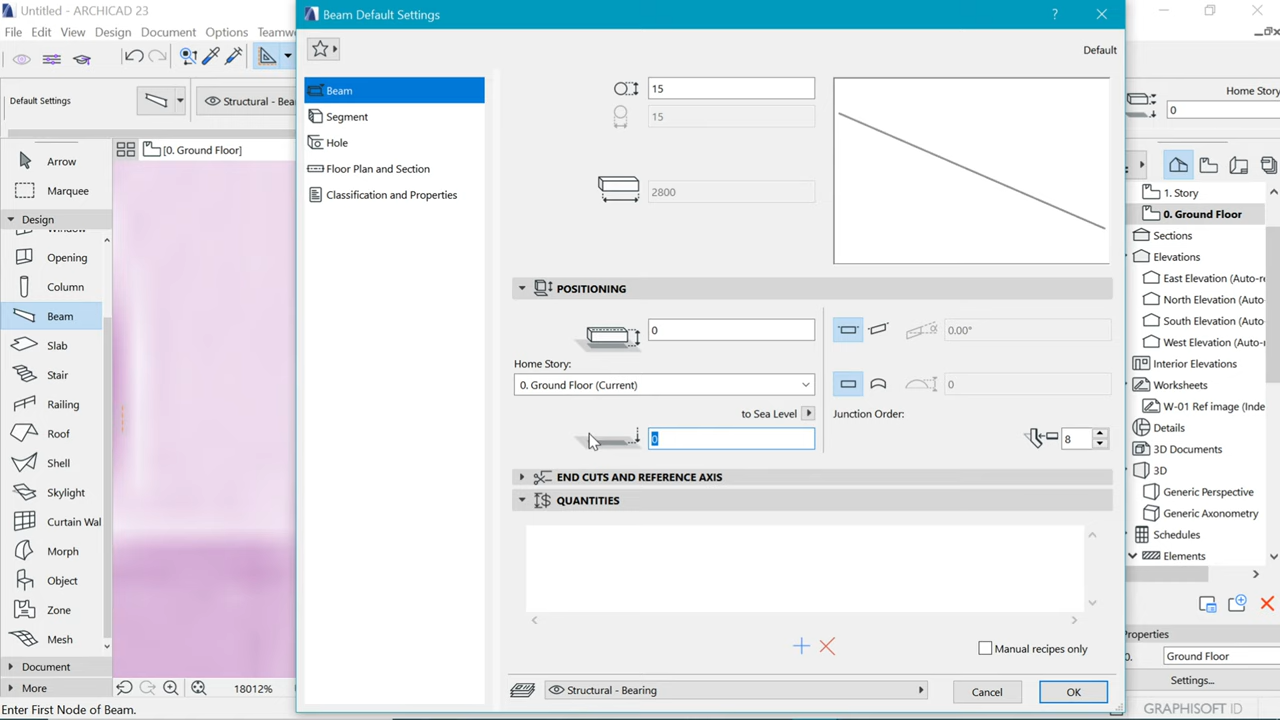 Untitled - ARCHICAD 23
File Edit View Design Document Options Teamw
Default Settings
Structural - Bear
[0. Ground Floor]
Arrow
Marquee
Design
Opening
Column
Beam
Slab
Stair
Railing
Roof
Shell
Skylight
Curtain Wal
Morph
Object
Zone
Mesh
Document
More
18012%
Enter First Node of Beam.
Beam Default Settings
?
Default
Beam
Segment
Hole
Floor Plan and Section
Classification and Properties
15
15
2800
POSITIONING
0
0.00°
Home Story:
0. Ground Floor (Current)
0
to Sea Level
Junction Order:
0
8
END CUTS AND REFERENCE AXIS
QUANTITIES
Manual recipes only
Structural - Bearing
Cancel
OK
Home Story
0
1. Story
0. Ground Floor
Sections
Elevations
East Elevation (Auto-r
North Elevation (Auto
South Elevation (Auto
West Elevation (Auto-
Interior Elevations
Worksheets
W-01 Ref image (Inde
Details
3D Documents
3D
Generic Perspective
Generic Axonometry
Schedules
Elements
Properties
0.
Ground Floor
Settings...
GRAPHISOFT ID